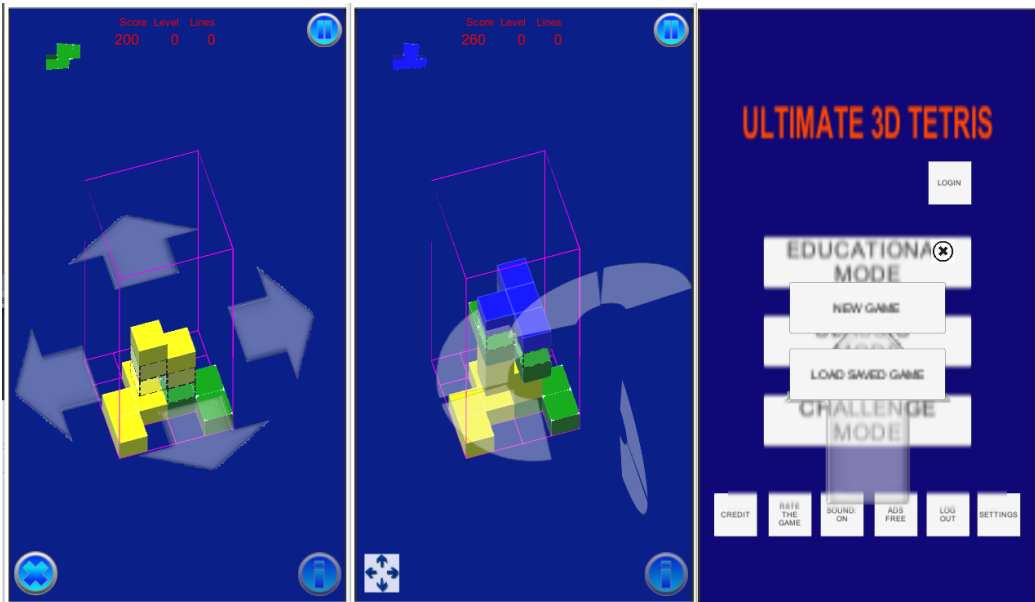 Score Level Lines
200 0 0
Score Level Lines
260 0 0
ULTIMATE 3D TETRIS
LOGIN
EDUCATIONA
MODE
NEW GAME
LOAD SAVED GAME
CHALLENGE
MODE
CREDIT
RATE
THE
GAME
SOUND:
ON
ADS
FREE
LOG
OUT
SETTINGS